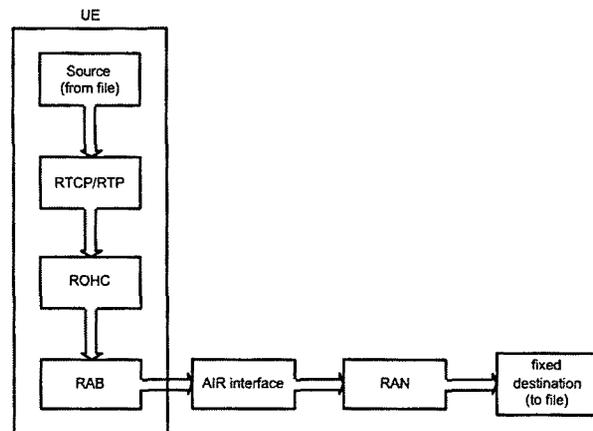 UE
Source
(from file)
RTCP/RTP
ROHC
RAB
AIR interface
RAN
fixed
destination
(to file)